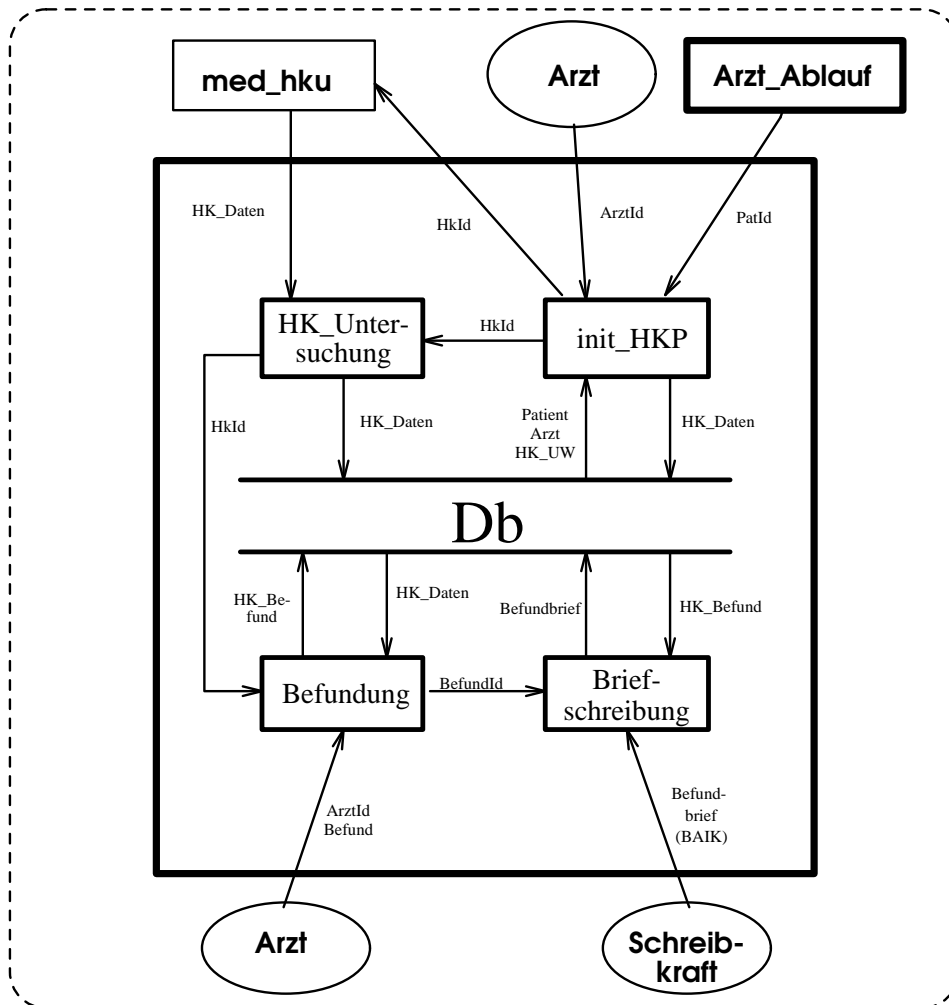 med_hku
Arzt
Arzt_Ablauf
HK_Daten
HkId
ArztId
PatId
HK_Unter-
suchung
HkId
init_HKP
HkId
HK_Daten
Patient
Arzt
HK_UW
HK_Daten
Db
HK_Be-
fund
HK_Daten
Befundbrief
HK_Befund
Befundung
BefundId
Brief-
schreibung
ArztId
Befund
Befund-
brief
(BAIK)
Arzt
Schreib-
kraft